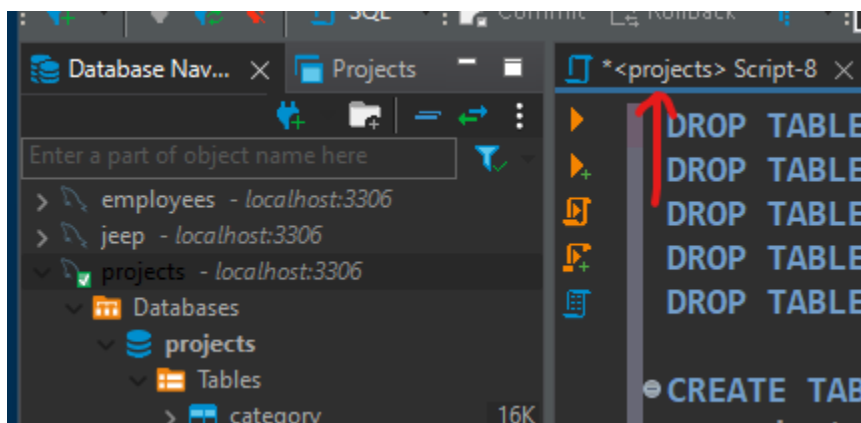 SQL Commit Rollback
Database Nav... Projects
*<projects> Script-8
Enter a part of object name here
employees - localhost:3306
jeep - localhost:3306
projects - localhost:3306
Databases
projects
Tables
category 16K
DROP TABLE
DROP TABLE
DROP TABLE
DROP TABLE
DROP TABLE
CREATE TAB